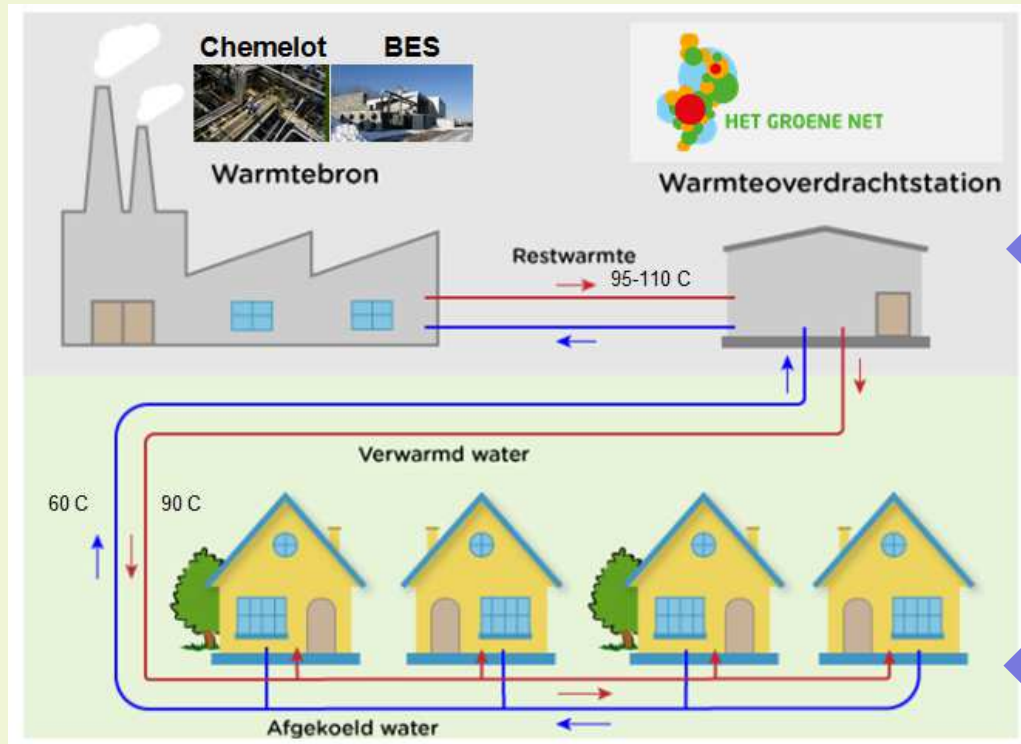 Chemelot BES
HET GROENE NET
Warmtebron
Warmteoverdrachtstation
Restwarmte
95-110 C
Verwarmd water
60 C
90 C
Afgekoeld water